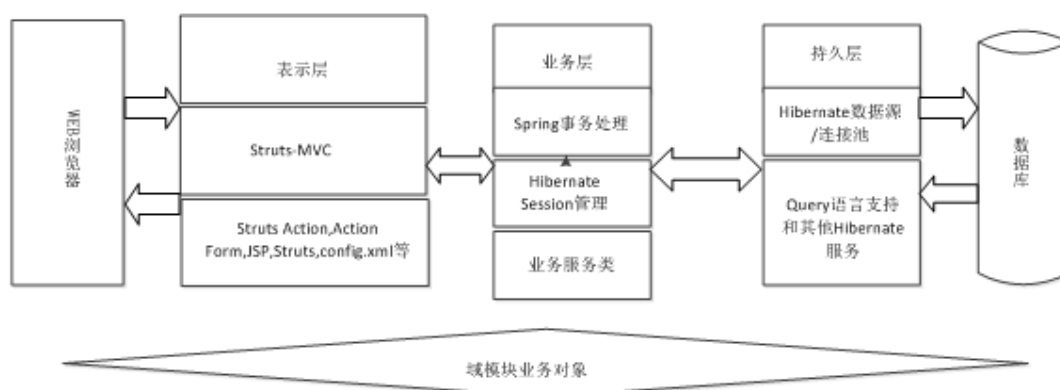 WEB浏览器
表示层
Struts-MVC
Struts Action,Action
Form,JSP,Struts,config.xml等
业务层
Spring事务处理
Hibernate
Session管理
业务服务类
持久层
Hibernate数据源
/连接池
Query语言支持
和其他Hibernate
服务
数据库
域模块业务对象